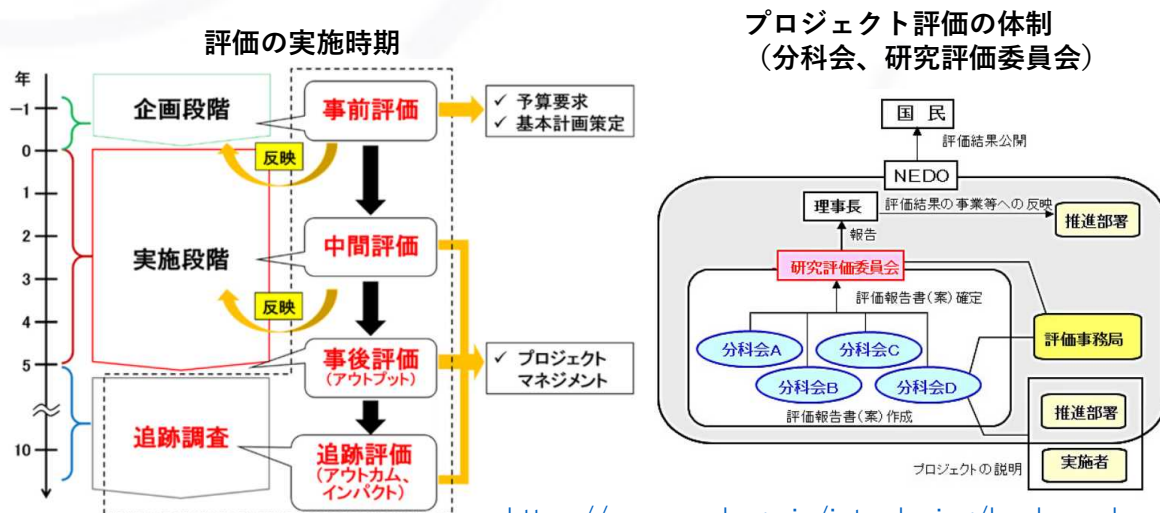 評価の実施時期
年
-1
0
1
2
3
4
5
10
企画段階
実施段階
追跡調査
事前評価
反映
中間評価
反映
事後評価
(アウトプット)
追跡評価
(アウトカム、
インパクト)
✓ 予算要求
✓ 基本計画策定
✓ プロジェクト
マネジメント
プロジェクト評価の体制
(分科会、研究評価委員会)
国 民
評価結果公開
NEDO
理事長
評価結果の事業等への反映
推進部署
報告
研究評価委員会
評価報告書(案)確定
分科会A
分科会C
分科会B
分科会D
評価報告書(案)作成
評価事務局
推進部署
実施者
プロジェクトの説明